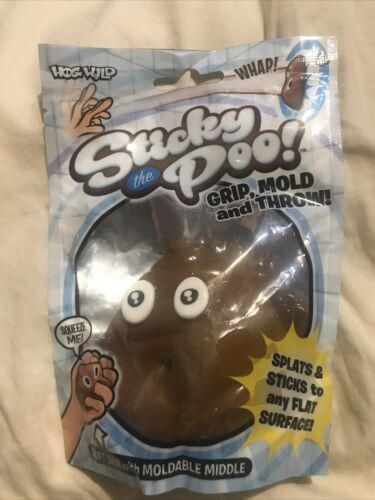 HOG WILD
WHAP!
Sticky
the
Poo!
GRIP, MOLD
and THROW!
SQUEEZE
ME!
SPLATS &
STICKS to
any FLAT
SURFACE!
with MOLDABLE MIDDLE